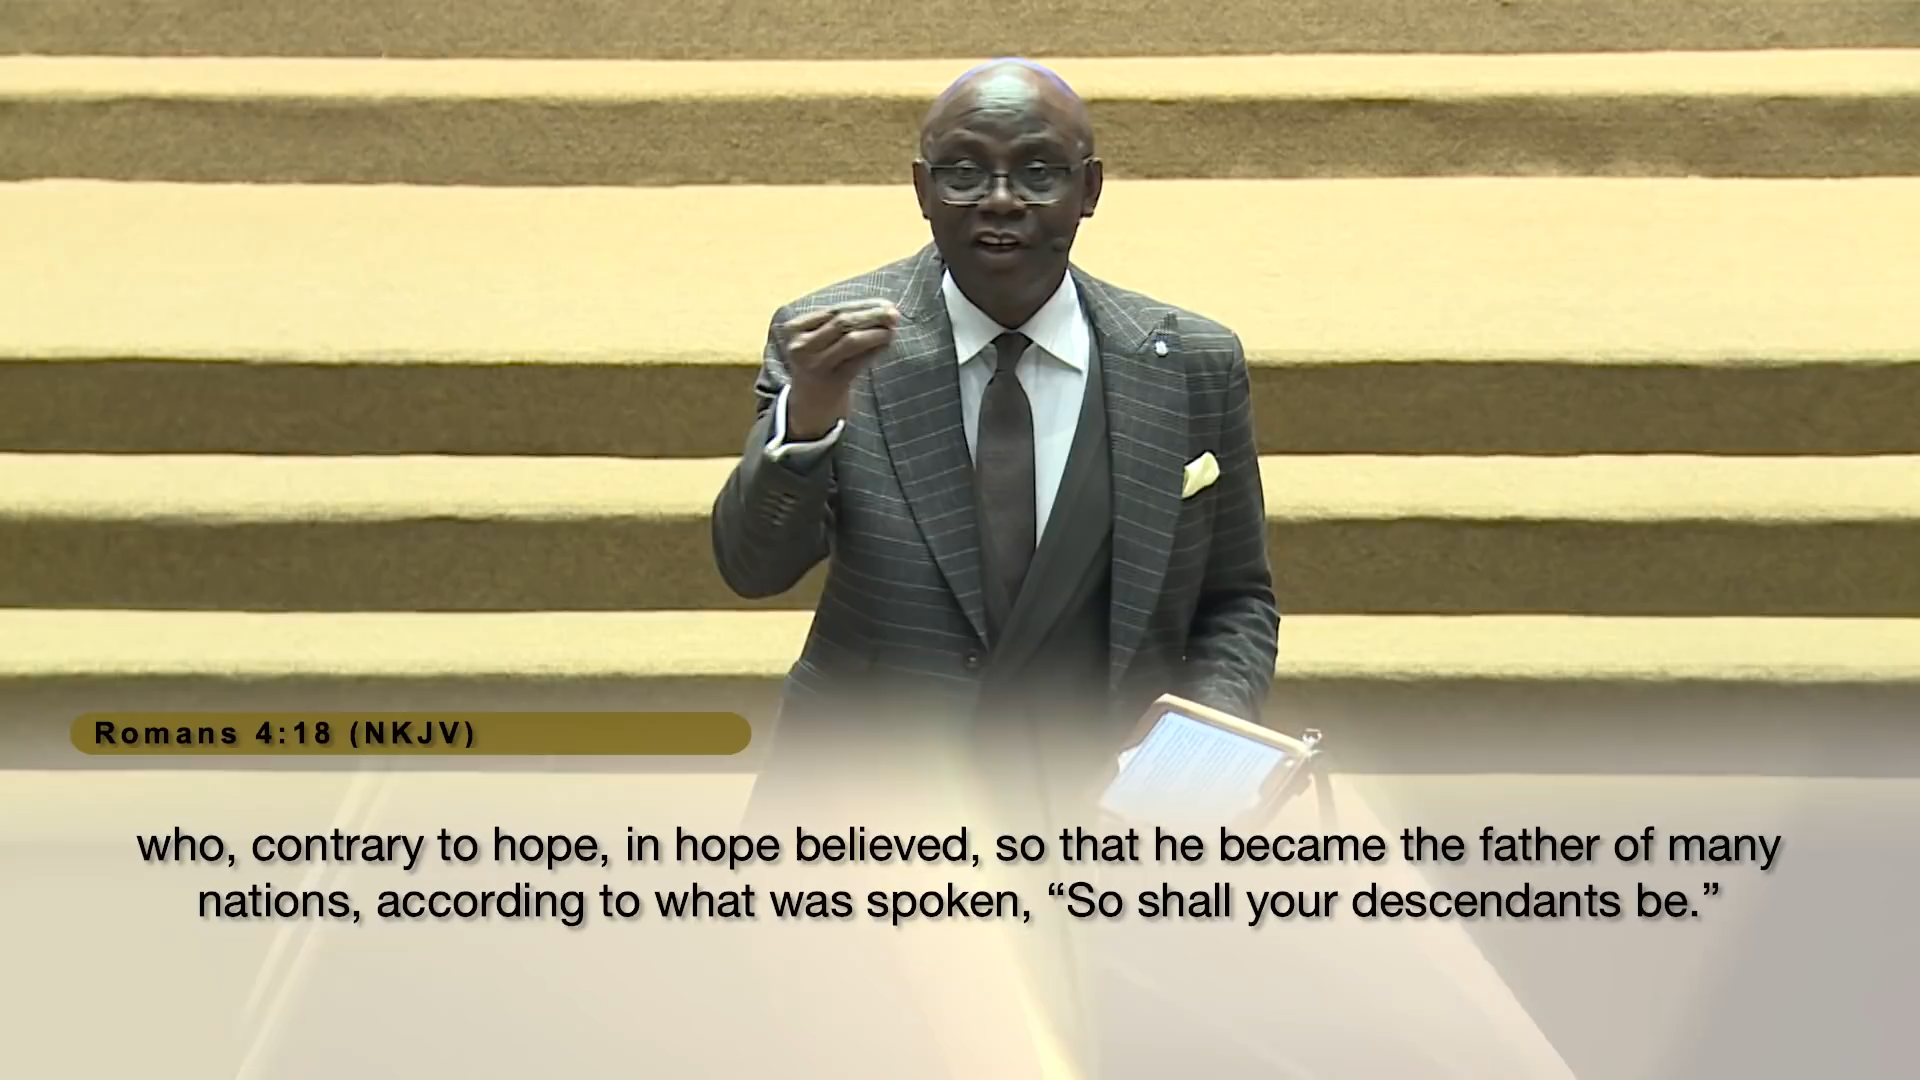 Romans 4:18 (NKJV)
who, contrary to hope, in hope believed, so that he became the father of many
nations, according to what was spoken, “So shall your descendants be.”